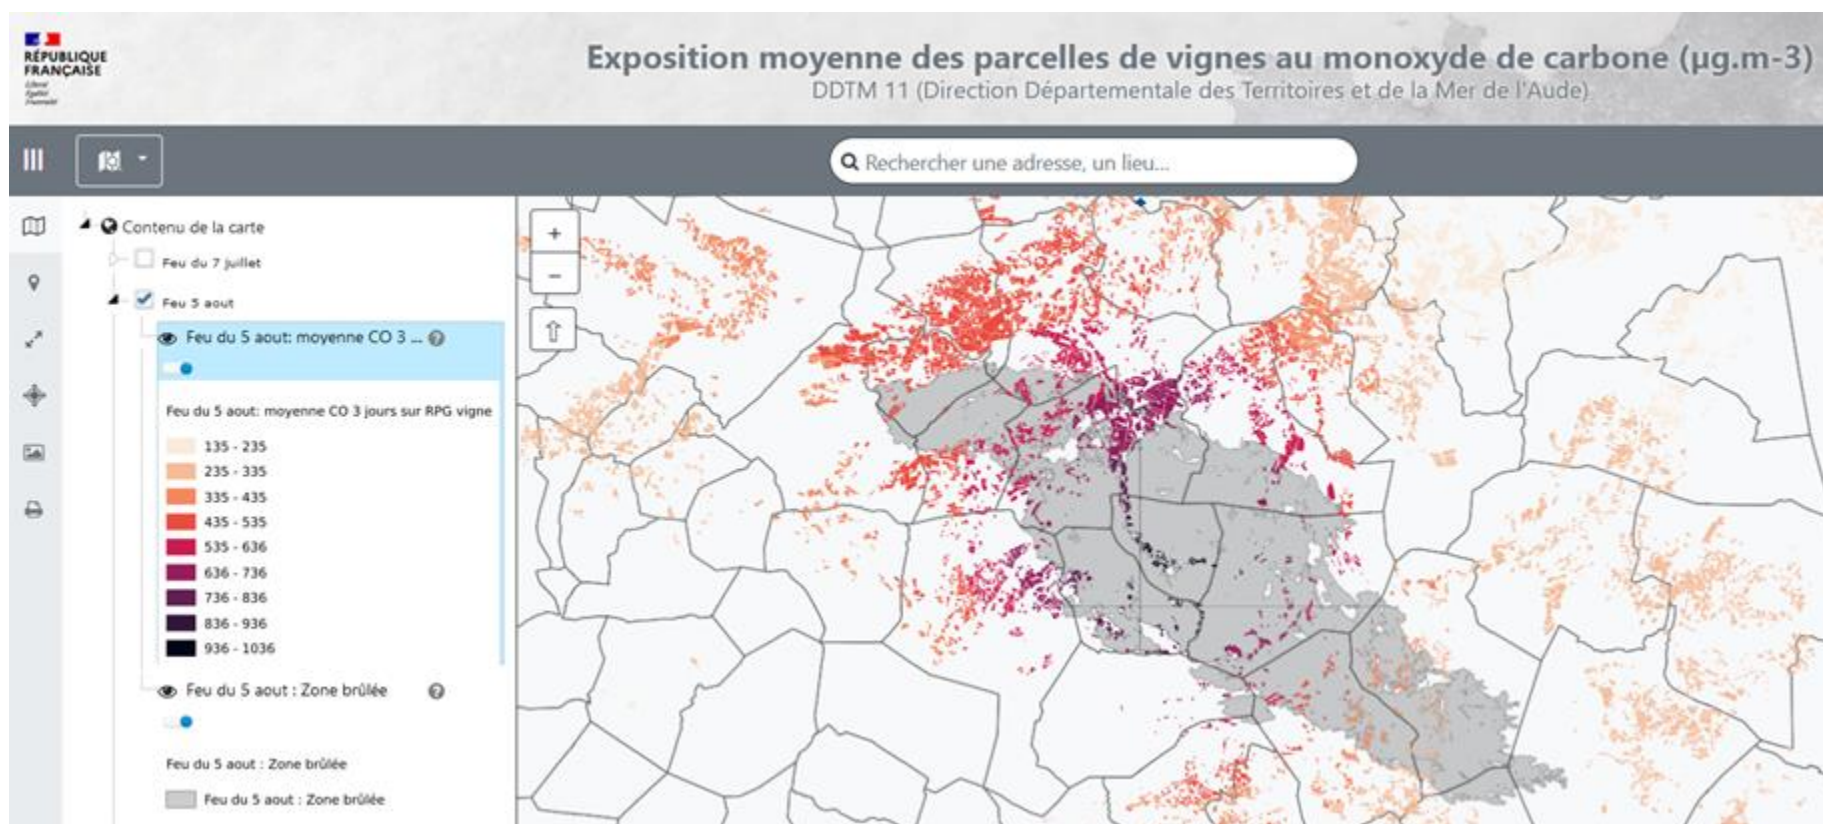 RÉPUBLIQUE
FRANÇAISE
Liberté
Égalité
Fraternité
Exposition moyenne des parcelles de vignes au monoxyde de carbone (µg.m-3)
DDTM 11 (Direction Départementale des Territoires et de la Mer de l'Aude)
Rechercher une adresse, un lieu...
Contenu de la carte
Feu du 7 juillet
Feu 5 aout
Feu du 5 aout: moyenne CO 3 ...
Feu du 5 aout: moyenne CO 3 jours sur RPG vigne
135 - 235
235 - 335
335 - 435
435 - 535
535 - 636
636 - 736
736 - 836
836 - 936
936 - 1036
Feu du 5 aout : Zone brûlée
Feu du 5 aout : Zone brûlée
Feu du 5 aout : Zone brûlée